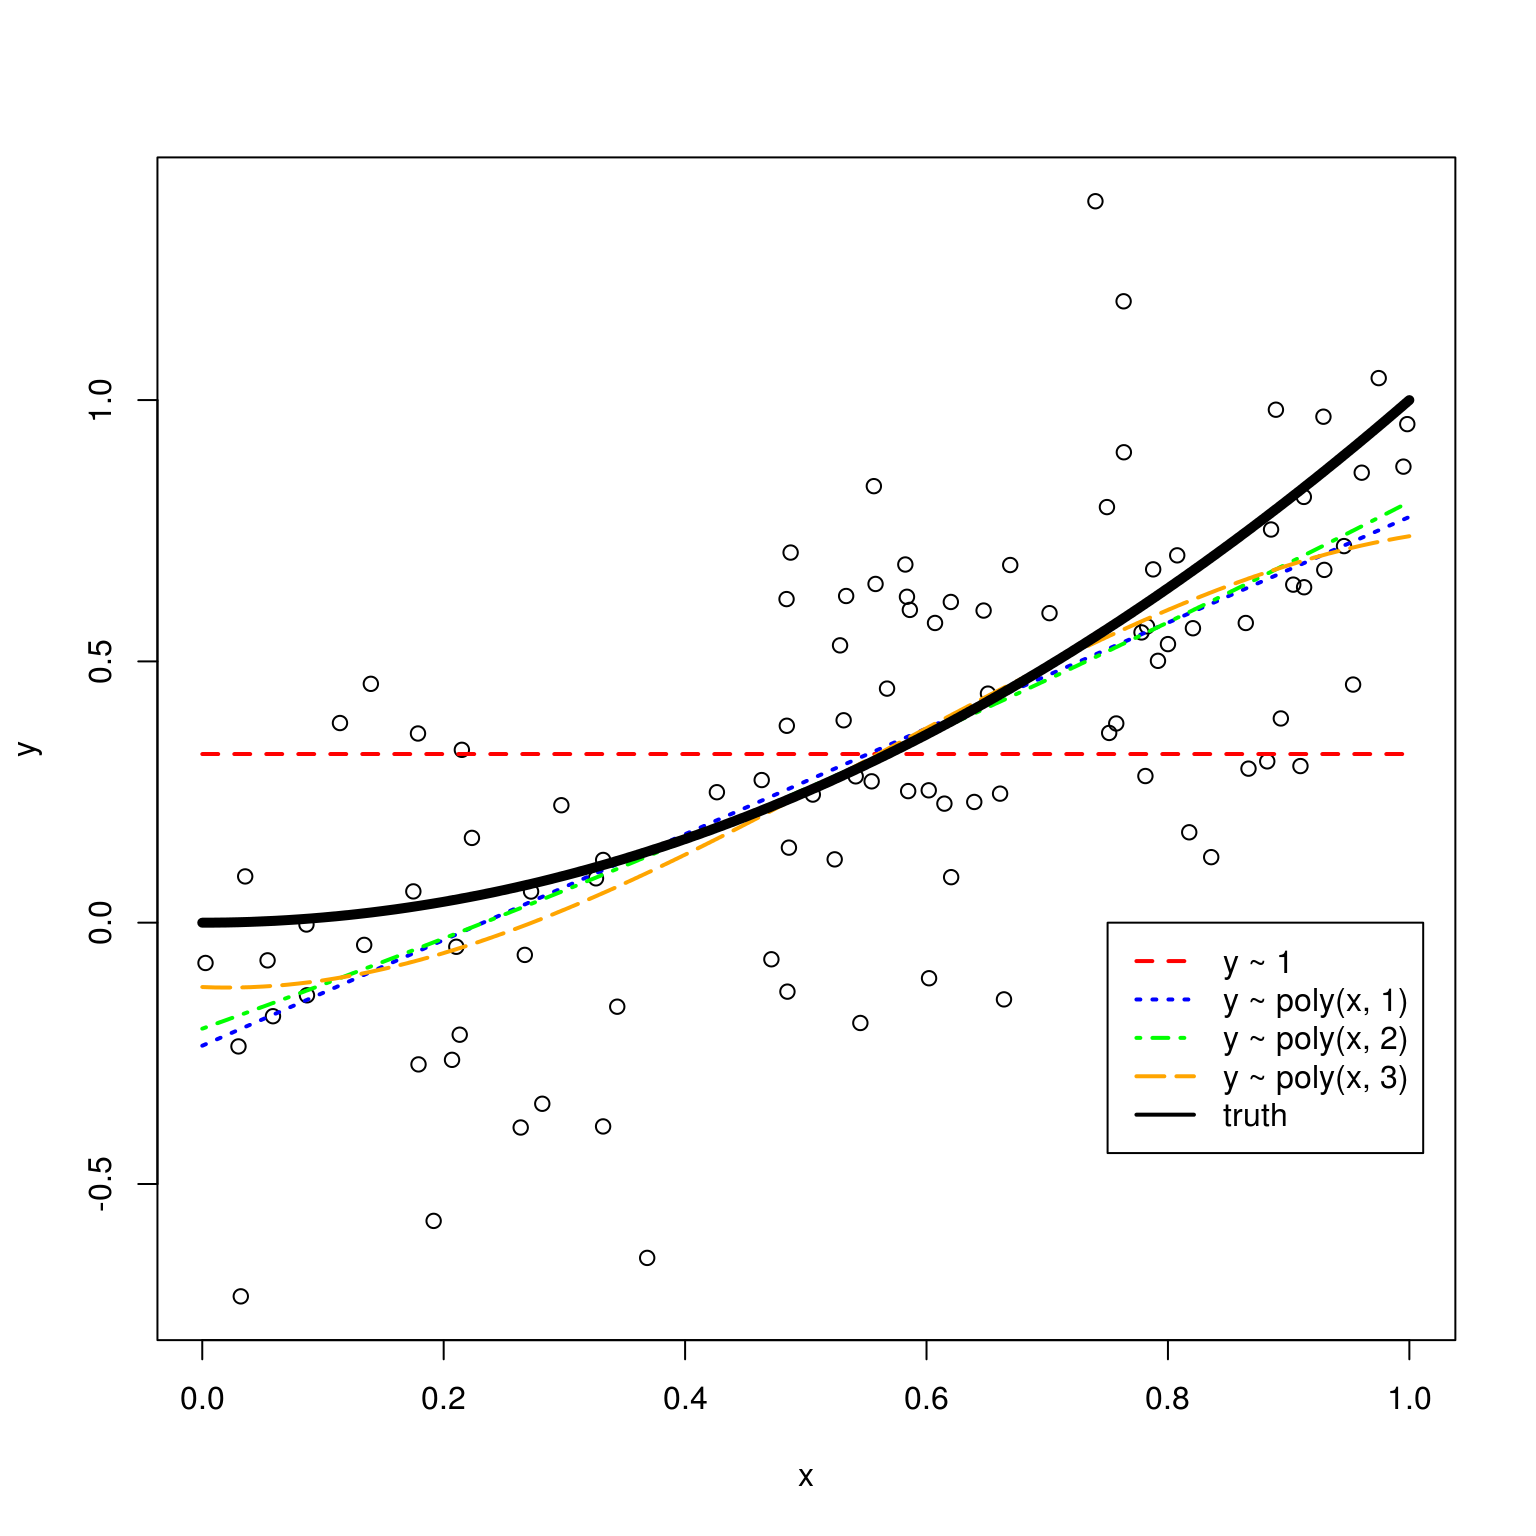 1.0
0.5
0.0
-0.5
y
y ~ 1
y ~ poly(x, 1)
y ~ poly(x, 2)
y ~ poly(x, 3)
truth
0.0 0.2 0.4 0.6 0.8 1.0
x